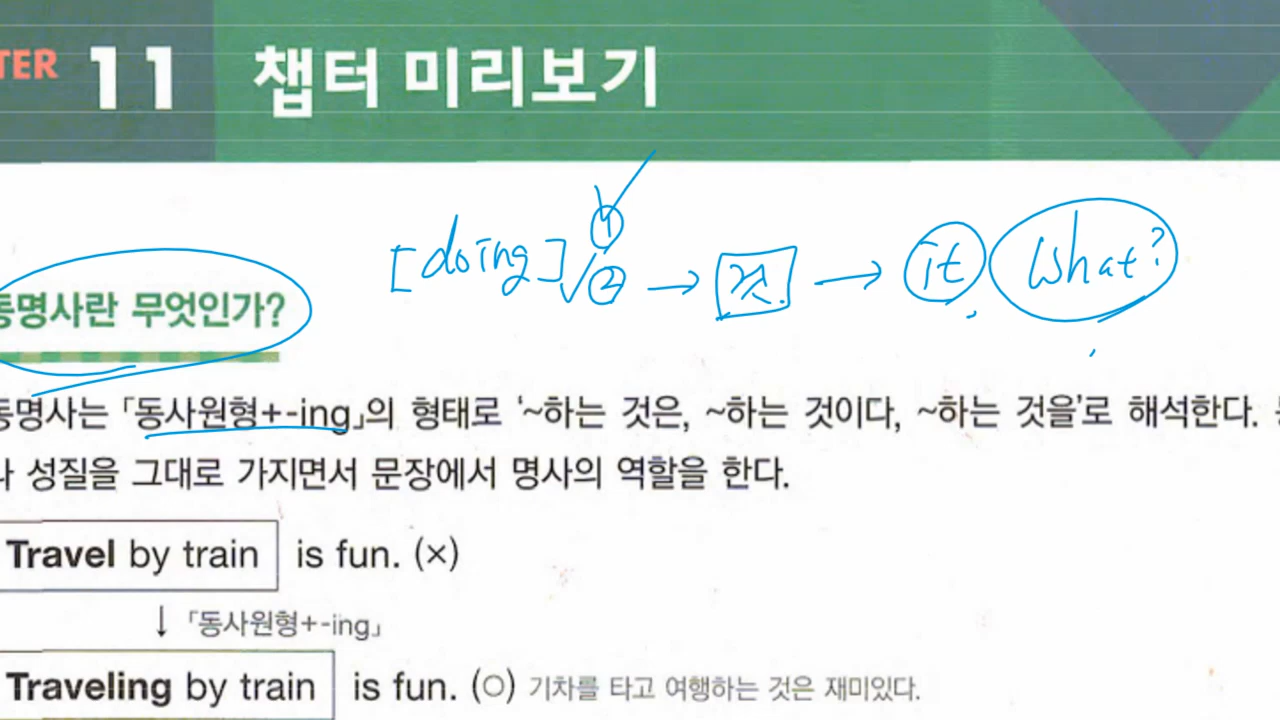 TER 11 챕터 미리보기
[doing] ① ② → 것. → it, What?
동명사란 무엇인가?
동명사는 「동사원형+-ing」의 형태로 ‘~하는 것은, ~하는 것이다, ~하는 것을’로 해석한다.
나 성질을 그대로 가지면서 문장에서 명사의 역할을 한다.
Travel by train is fun. (×)
↓ 「동사원형+-ing」
Traveling by train is fun. (○) 기차를 타고 여행하는 것은 재미있다.